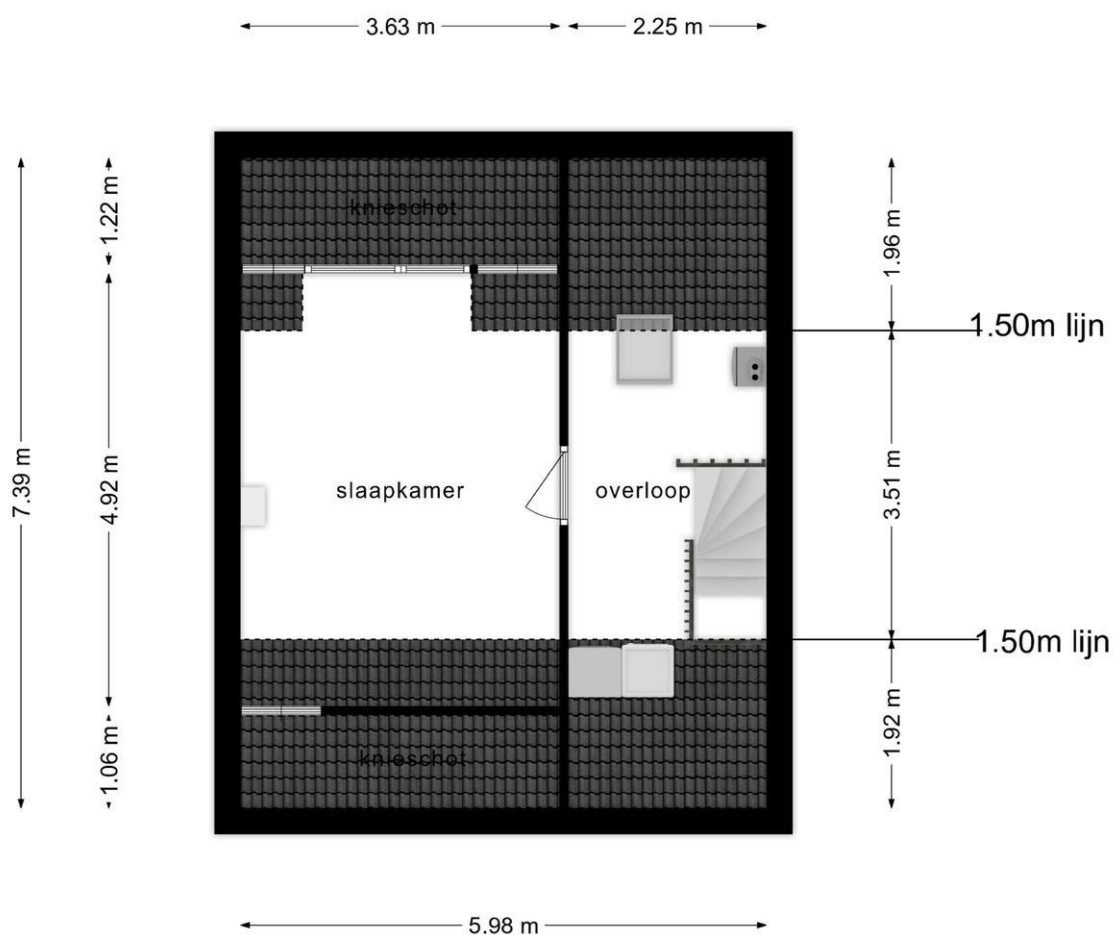 3.63 m
2.25 m
knieschot
1.22 m
1.96 m
1.50m lijn
7.39 m
4.92 m
slaapkamer
overloop
3.51 m
1.50m lijn
1.06 m
knieschot
1.92 m
5.98 m